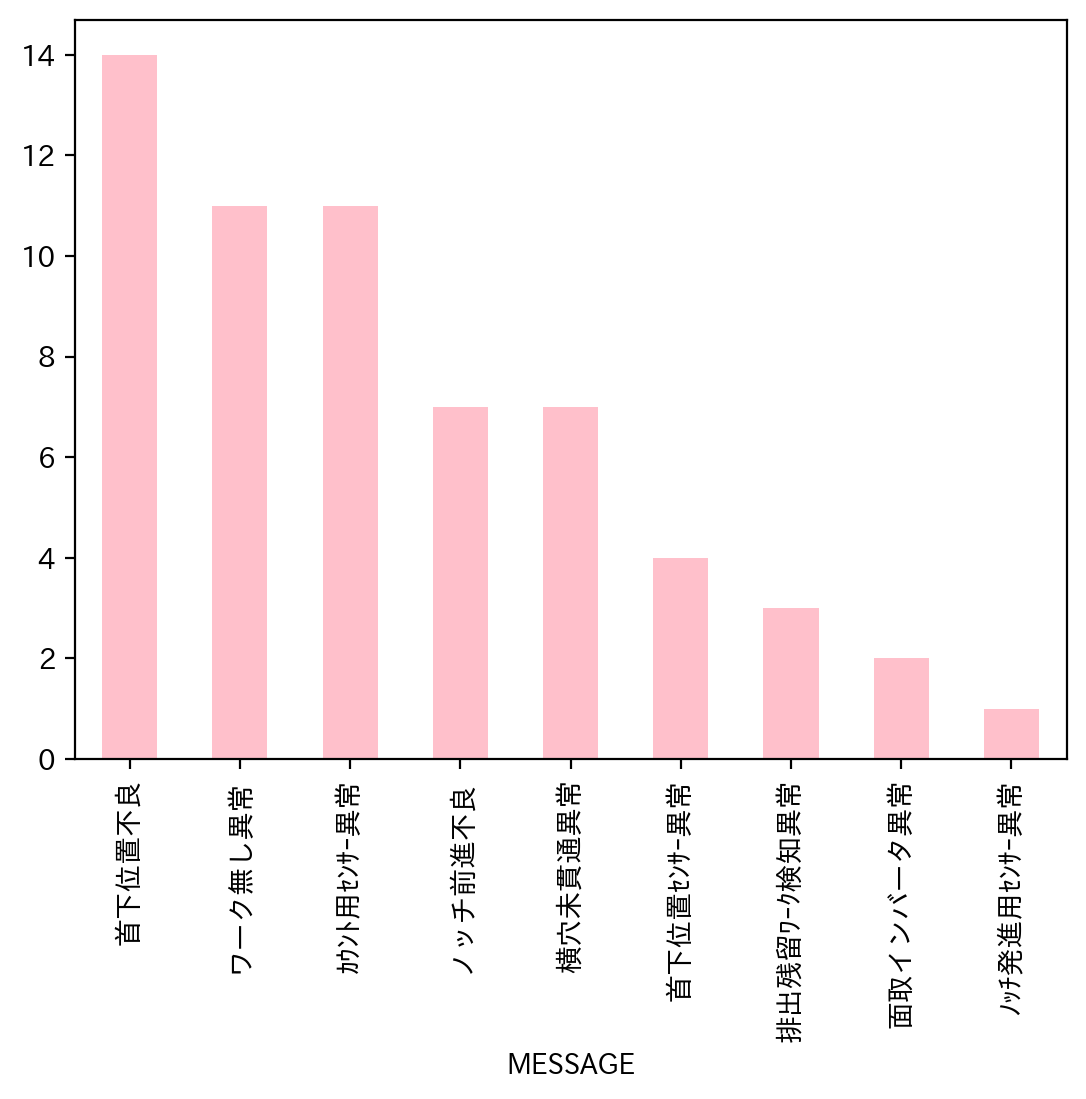 14
12
10
8
6
4
2
0
首下位置不良
ワーク無し異常
ｶｳﾝﾄ用ｾﾝｻｰ異常
ノッチ前進不良
横穴未貫通異常
首下位置ｾﾝｻｰ異常
排出残留ﾜｰｸ検知異常
面取インバータ異常
ﾉｯﾁ発進用ｾﾝｻｰ異常
MESSAGE